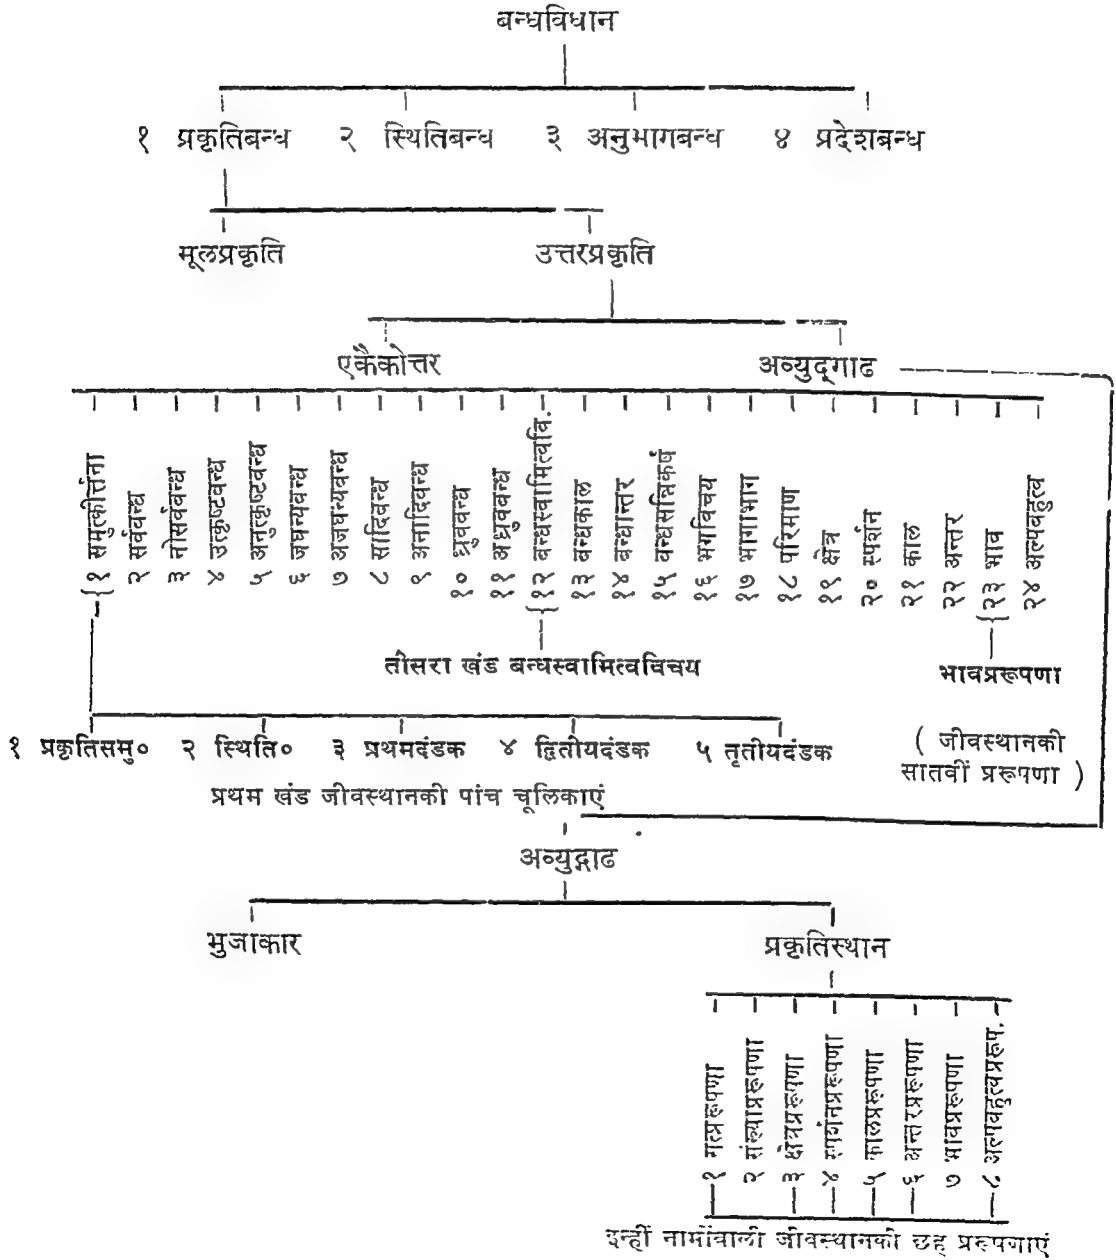 बन्धविधान
१ प्रकृतिबन्ध २ स्थितिबन्ध ३ अनुभागबन्ध ४ प्रदेशबन्ध
मूलप्रकृति उत्तरप्रकृति
एकैकोत्तर अव्युद्गाढ
१ समुत्कीर्त्तना
२ सर्वबन्ध
३ नोसर्वबन्ध
४ उत्कृष्टबन्ध
५ अनुत्कृष्टबन्ध
६ जघन्यबन्ध
७ अजघन्यबन्ध
८ सादिबन्ध
९ अनादिबन्ध
१० ध्रुवबन्ध
११ अध्रुवबन्ध
१२ बन्धस्वामित्ववि.
१३ बन्धकाल
१४ बन्धान्तर
१५ बन्धसन्निकर्ष
१६ भगविचय
१७ भागाभाग
१८ परिमाण
१९ क्षेत्र
२० स्पर्शन
२१ काल
२२ अन्तर
२३ भाव
२४ अल्पबहुत्व
तीसरा खंड बन्धस्वामित्वविचय भावप्ररूपणा
१ प्रकृतिसमु० २ स्थिति० ३ प्रथमदंडक ४ द्वितीयदंडक ५ तृतीयदंडक
( जीवस्थानकी
सातवीं प्ररूपणा )
प्रथम खंड जीवस्थानकी पांच चूलिकाएं
अव्युद्गाढ
भुजाकार प्रकृतिस्थान
१ सत्प्ररूपणा
२ संख्याप्ररूपणा
३ क्षेत्रप्ररूपणा
४ स्पर्शनप्ररूपणा
५ कालप्ररूपणा
६ अन्तरप्ररूपणा
७ भावप्ररूपणा
८ अल्पबहुत्वप्ररूप.
इन्हीं नामोंवाली जीवस्थानकी छह प्ररूपणाएं